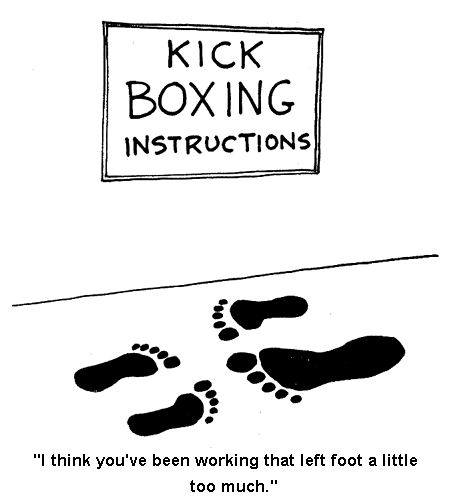 KICK
BOXING
INSTRUCTIONS
"I think you've been working that left foot a little
too much."